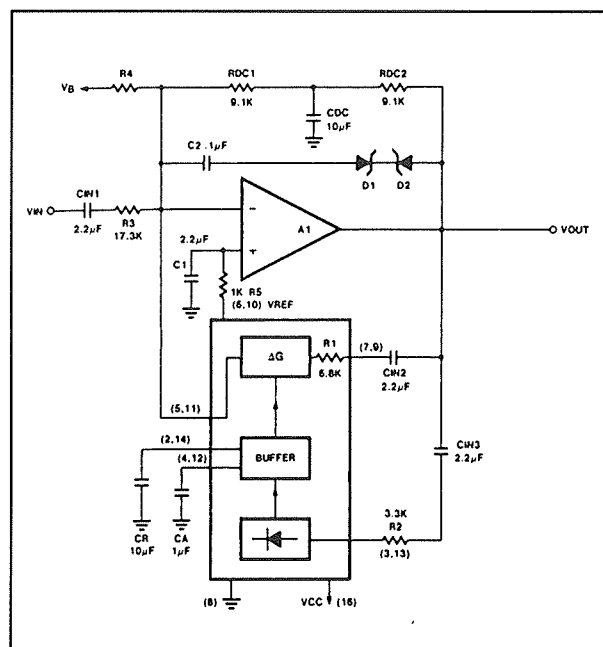 R4
RDC1
RDC2
VB
9.1K
9.1K
CDC
10µF
C2 .1µF
D1
D2
CIN1
VIN
R3
2.2µF
17.3K
−
A1
+
VOUT
2.2µF
C1
1K R5
(6,10) VREF
R1
(7,9)
ΔG
6.8K
CIN2
2.2µF
(5,11)
(2,14)
(4,12)
BUFFER
CIN3
2.2µF
3.3K
R2
(3,13)
CR
10µF
CA
1µF
(8)
VCC
(16)